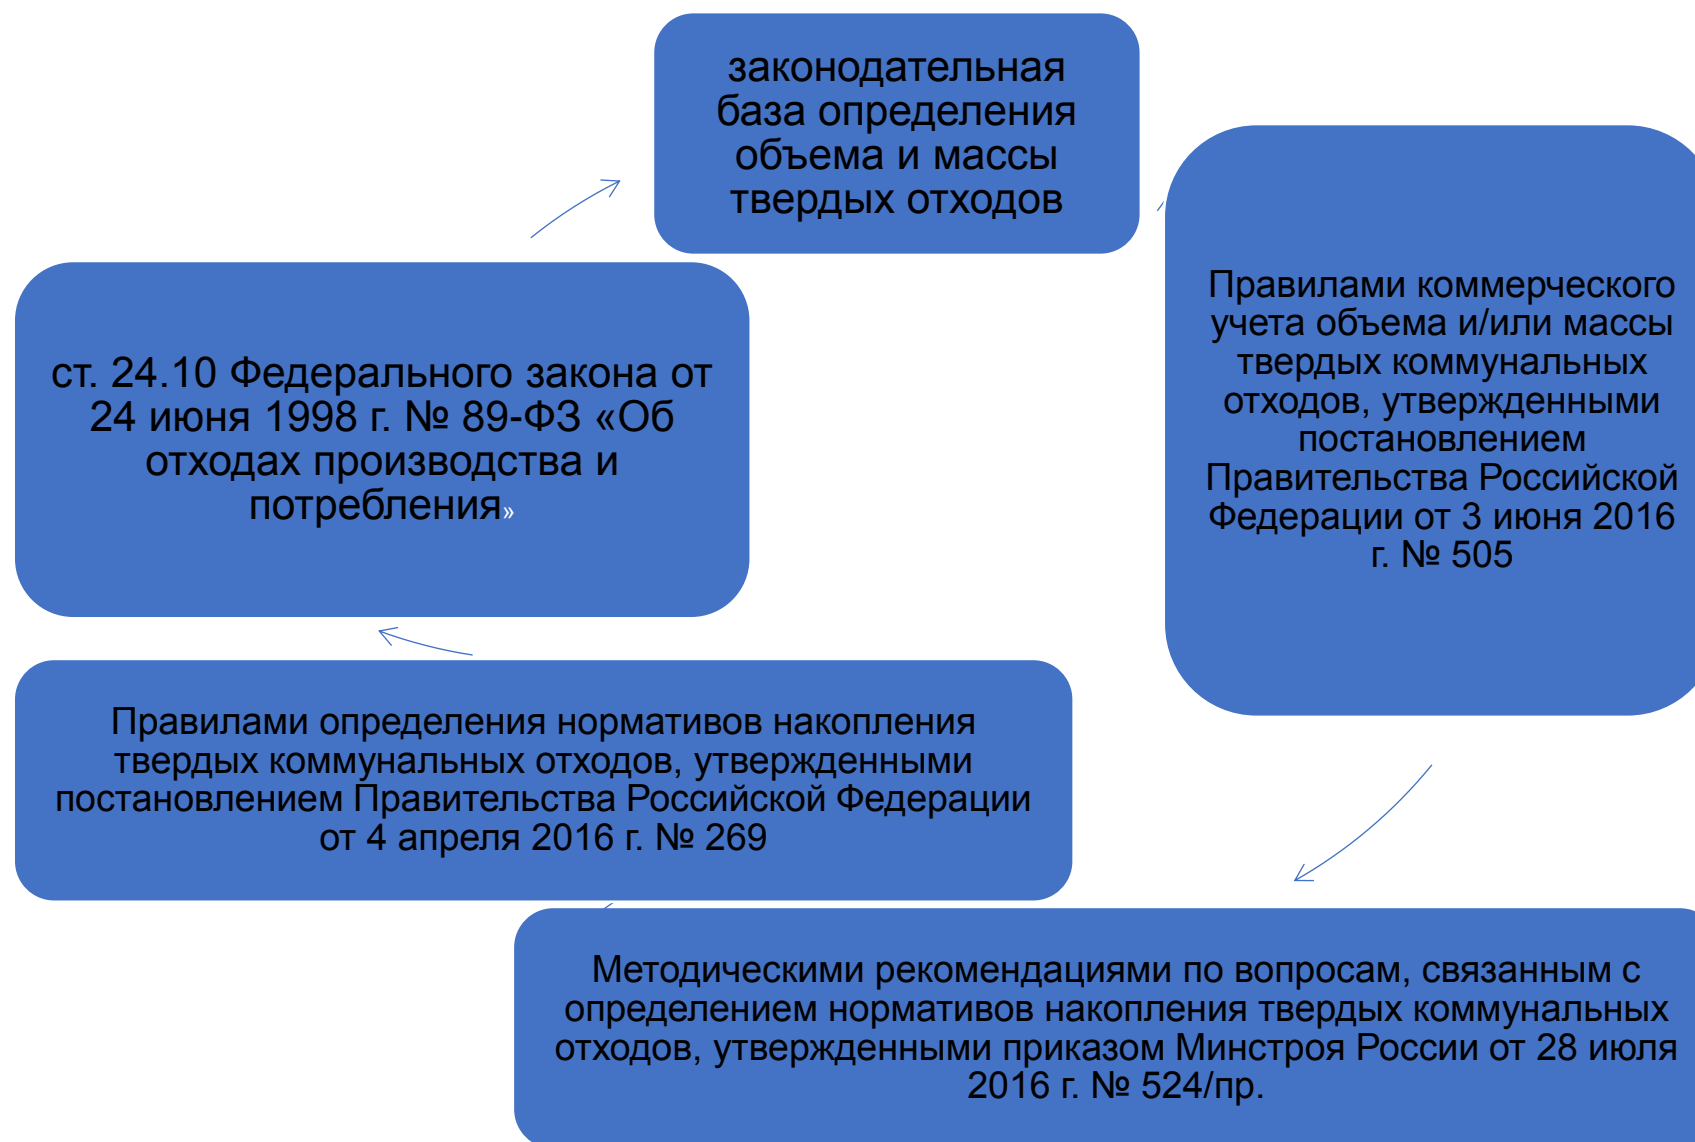 законодательная
база определения
объема и массы
твердых отходов
Правилами коммерческого
учета объема и/или массы
твердых коммунальных
отходов, утвержденными
постановлением
Правительства Российской
Федерации от 3 июня 2016
г. № 505
ст. 24.10 Федерального закона от
24 июня 1998 г. № 89-ФЗ «Об
отходах производства и
потребления»
Правилами определения нормативов накопления
твердых коммунальных отходов, утвержденными
постановлением Правительства Российской Федерации
от 4 апреля 2016 г. № 269
Методическими рекомендациями по вопросам, связанным с
определением нормативов накопления твердых коммунальных
отходов, утвержденными приказом Минстроя России от 28 июля
2016 г. № 524/пр.